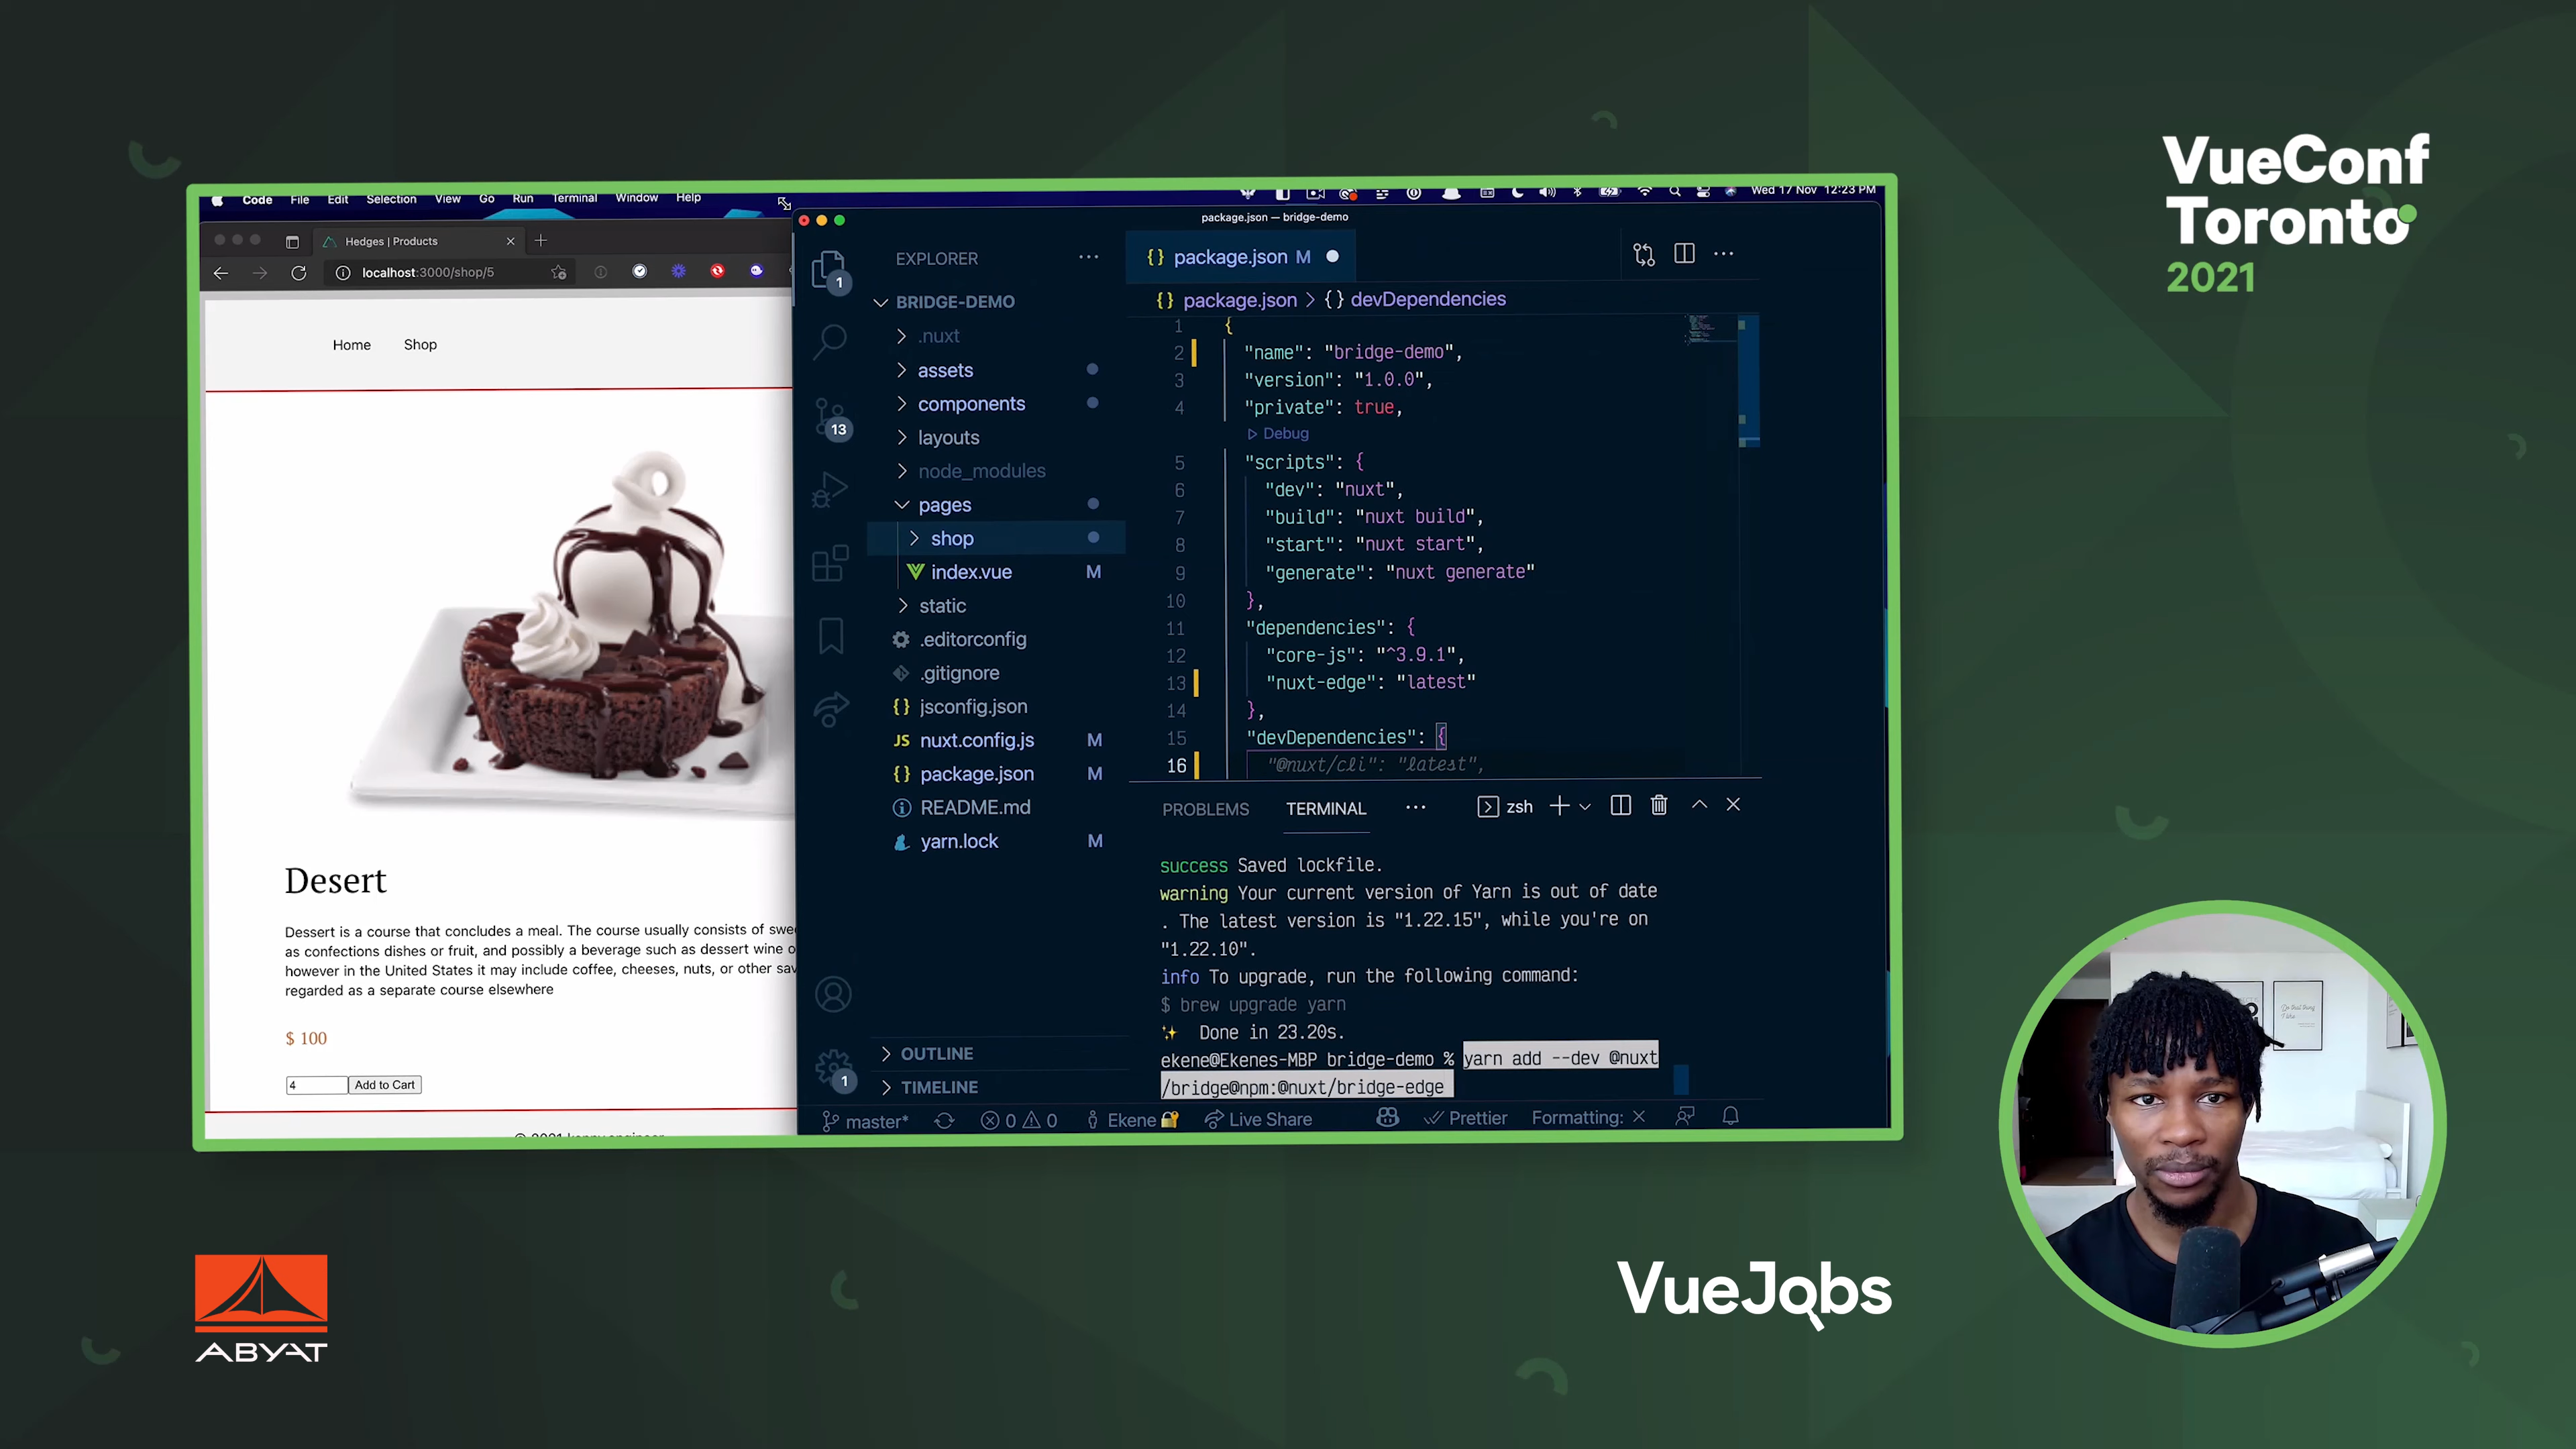 VueConf
Toronto
2021
Code File Edit Selection View Go Run Terminal Window Help
Wed 17 Nov 12:23 PM
Hedges | Products
localhost:3000/shop/5
Home Shop
Desert
Dessert is a course that concludes a meal. The course usually consists of swe
as confections dishes or fruit, and possibly a beverage such as dessert wine o
however in the United States it may include coffee, cheeses, nuts, or other sav
regarded as a separate course elsewhere
$ 100
4 Add to Cart
package.json — bridge-demo
EXPLORER
1
13
BRIDGE-DEMO
.nuxt
assets
components
layouts
node_modules
pages
shop
index.vue M
static
.editorconfig
.gitignore
{} jsconfig.json
JS nuxt.config.js M
{} package.json M
README.md
yarn.lock M
OUTLINE
TIMELINE
1
{} package.json M
{} package.json > {} devDependencies
1 {
2 "name": "bridge-demo",
3 "version": "1.0.0",
4 "private": true,
Debug
5 "scripts": {
6 "dev": "nuxt",
7 "build": "nuxt build",
8 "start": "nuxt start",
9 "generate": "nuxt generate"
10 },
11 "dependencies": {
12 "core-js": "^3.9.1",
13 "nuxt-edge": "latest"
14 },
15 "devDependencies": {
16 "@nuxt/cli": "latest",
PROBLEMS TERMINAL zsh
success Saved lockfile.
warning Your current version of Yarn is out of date
. The latest version is "1.22.15", while you're on
"1.22.10".
info To upgrade, run the following command:
$ brew upgrade yarn
Done in 23.20s.
ekene@Ekenes-MBP bridge-demo % yarn add --dev @nuxt
/bridge@npm:@nuxt/bridge-edge
master* 0 0 Ekene Live Share Prettier Formatting: ×
ABYAT
VueJobs